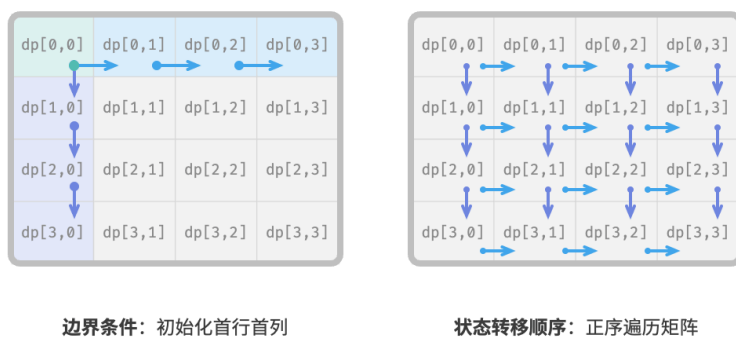 dp[0,0] dp[0,1] dp[0,2] dp[0,3]
dp[1,0] dp[1,1] dp[1,2] dp[1,3]
dp[2,0] dp[2,1] dp[2,2] dp[2,3]
dp[3,0] dp[3,1] dp[3,2] dp[3,3]
边界条件：初始化首行首列
dp[0,0] dp[0,1] dp[0,2] dp[0,3]
dp[1,0] dp[1,1] dp[1,2] dp[1,3]
dp[2,0] dp[2,1] dp[2,2] dp[2,3]
dp[3,0] dp[3,1] dp[3,2] dp[3,3]
状态转移顺序：正序遍历矩阵